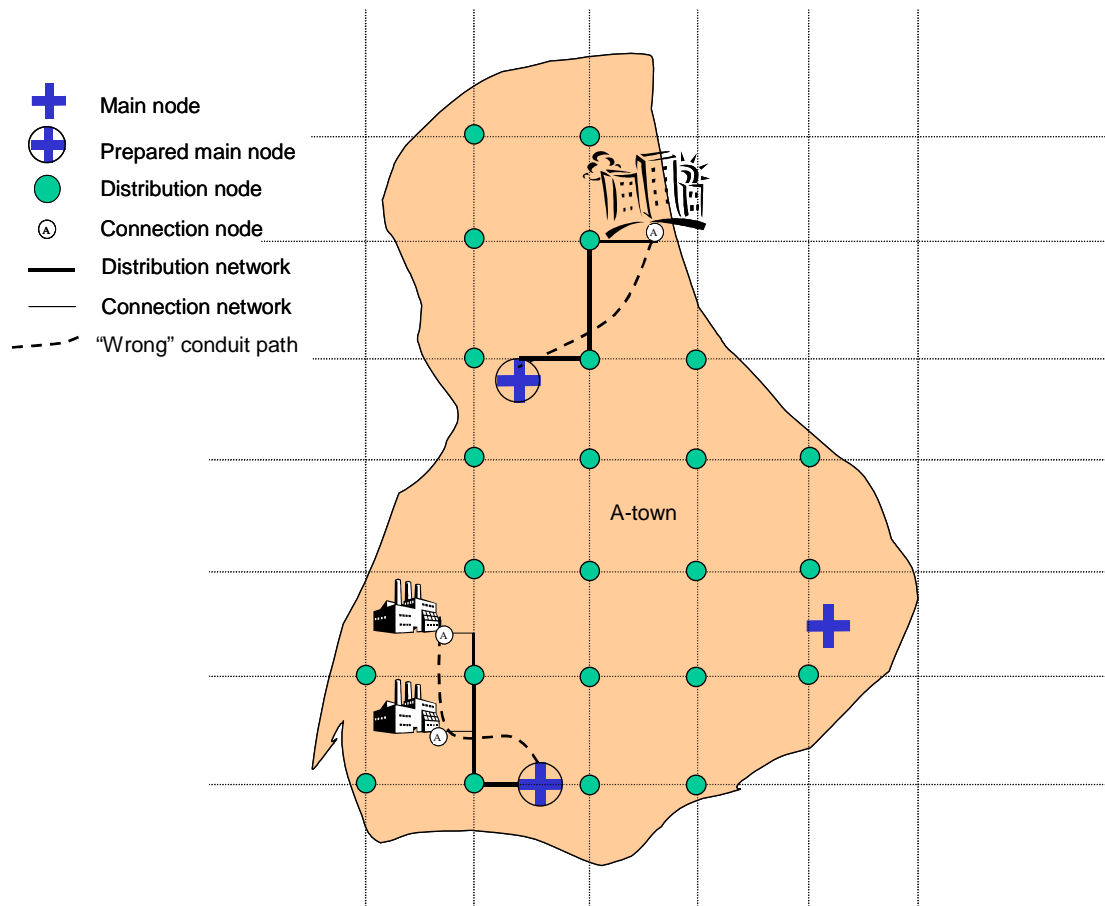 Main node
Prepared main node
Distribution node
A
Connection node
Distribution network
Connection network
“Wrong” conduit path
A
A-town
A
A